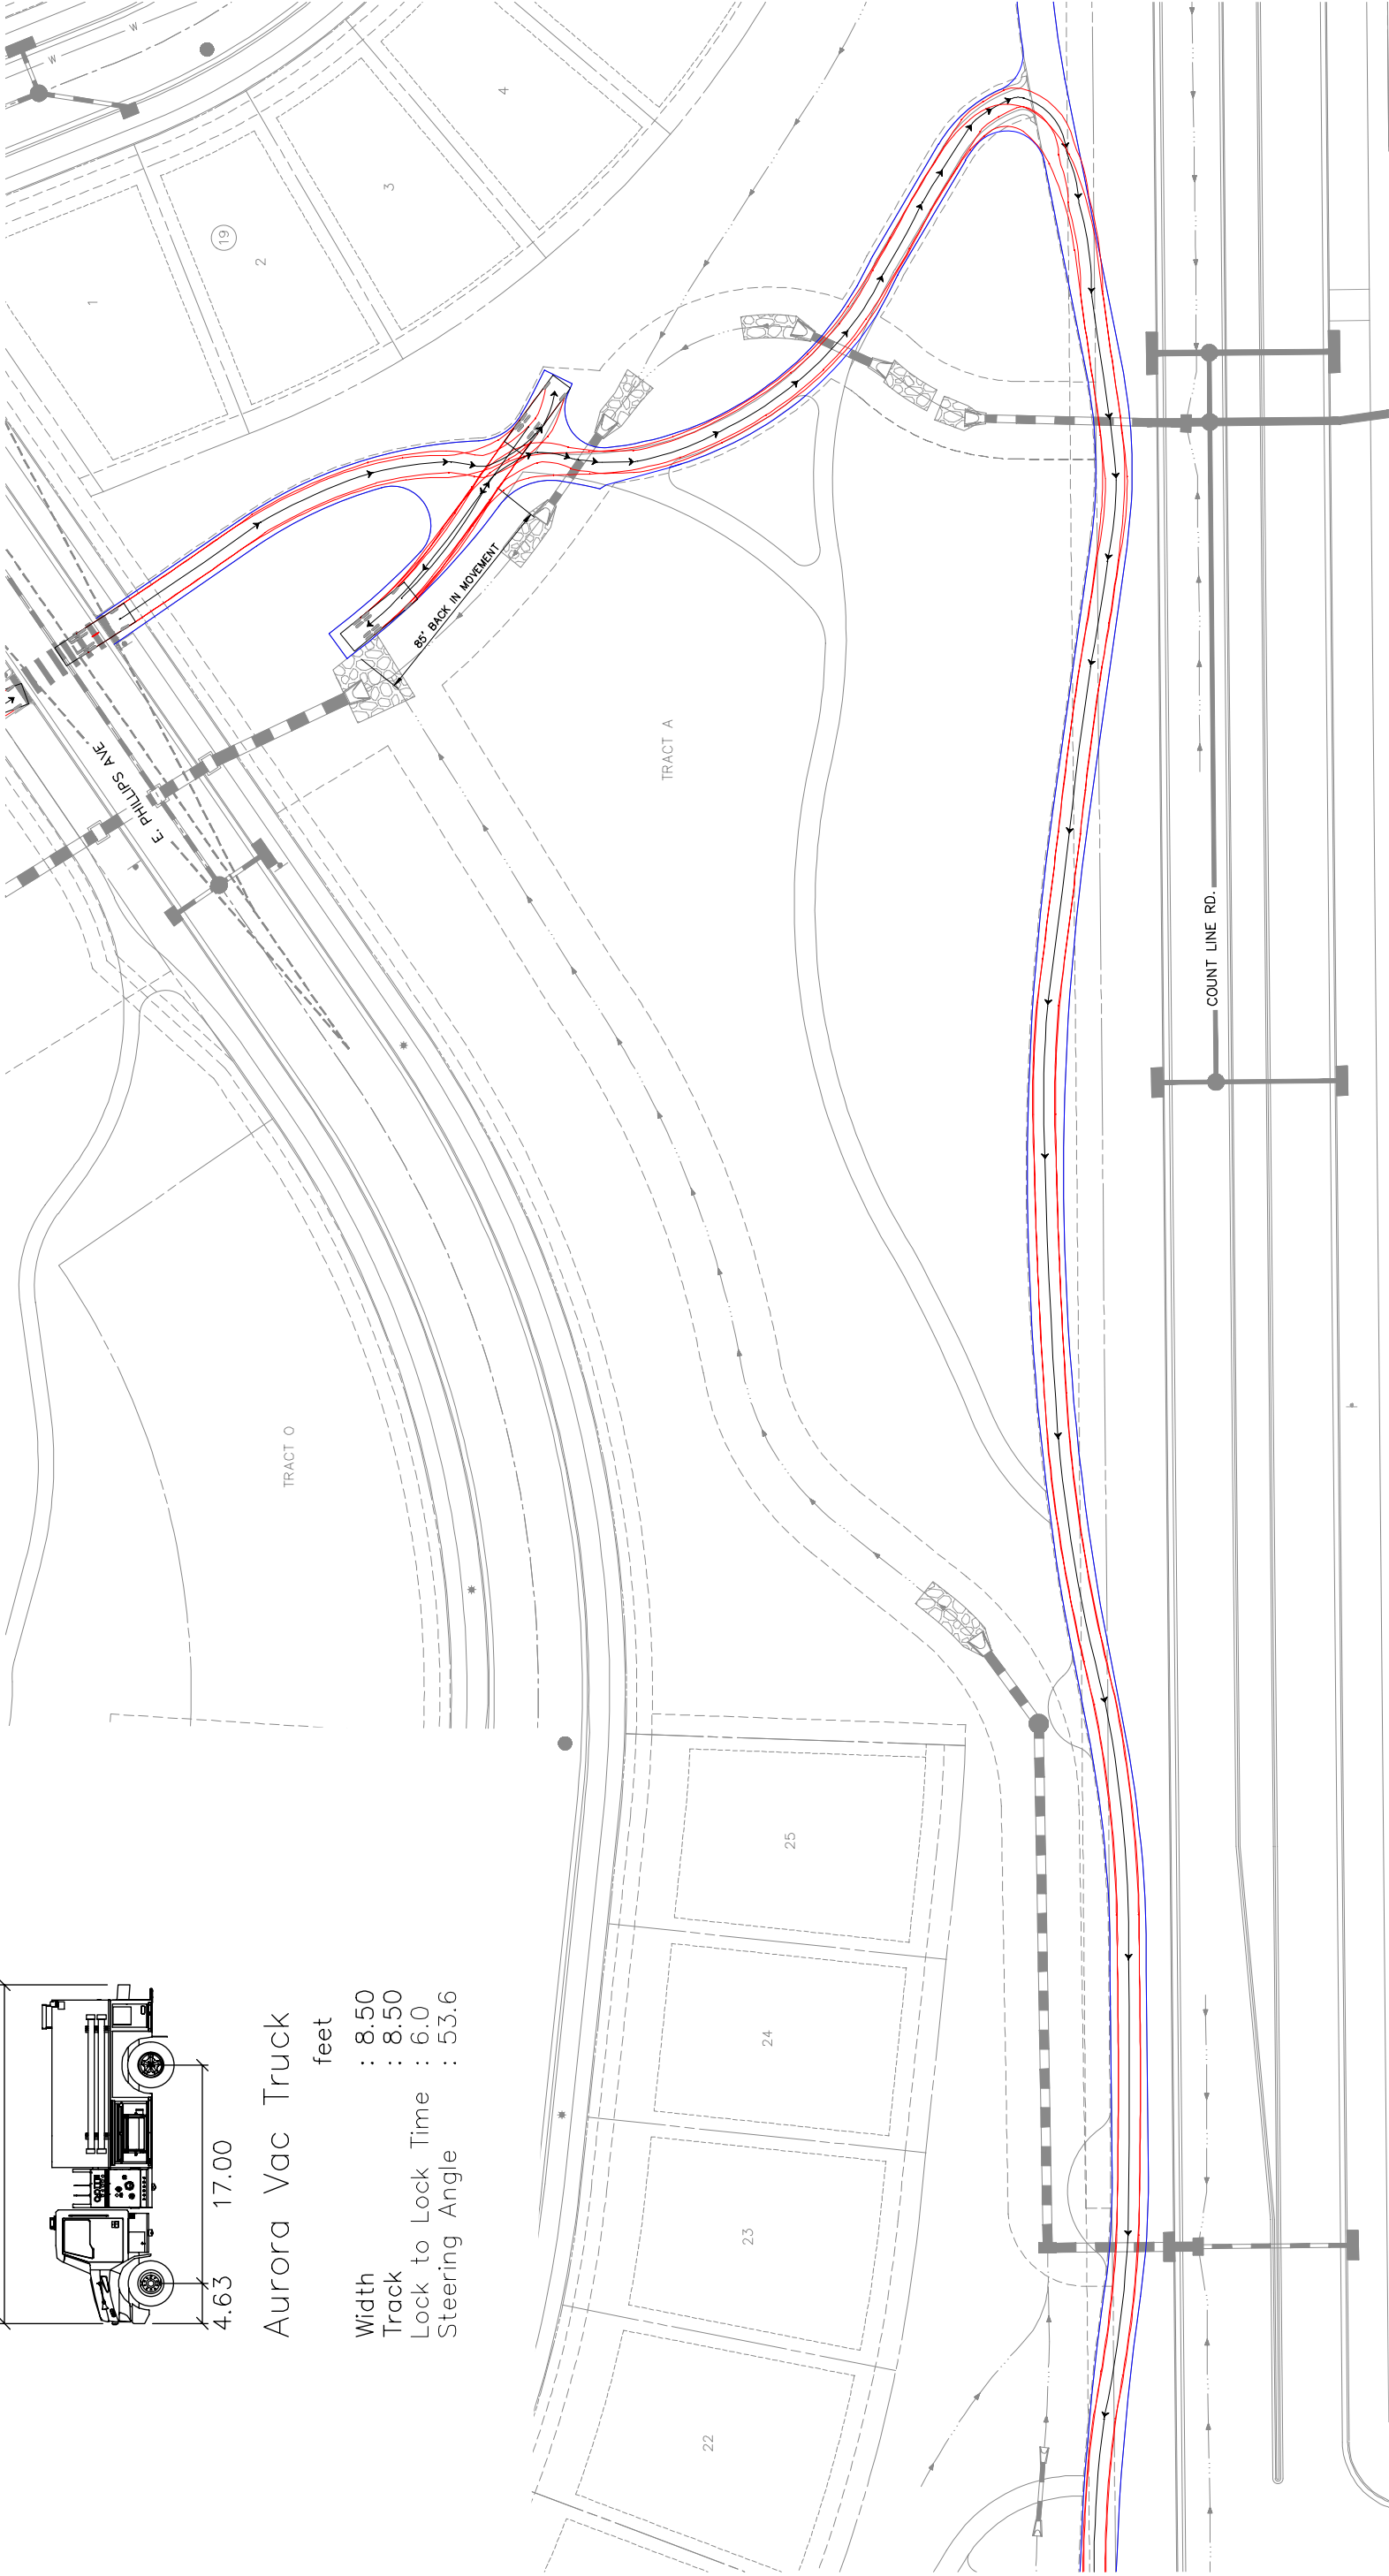 W
W
4
3
19
2
1
85' BACK IN MOVEMENT
E. PHILLIPS AVE
TRACT A
COUNT LINE RD.
TRACT O
25
24
23
22
4.63
17.00
Aurora Vac Truck
feet
Width : 8.50
Track : 8.50
Lock to Lock Time : 6.0
Steering Angle : 53.6